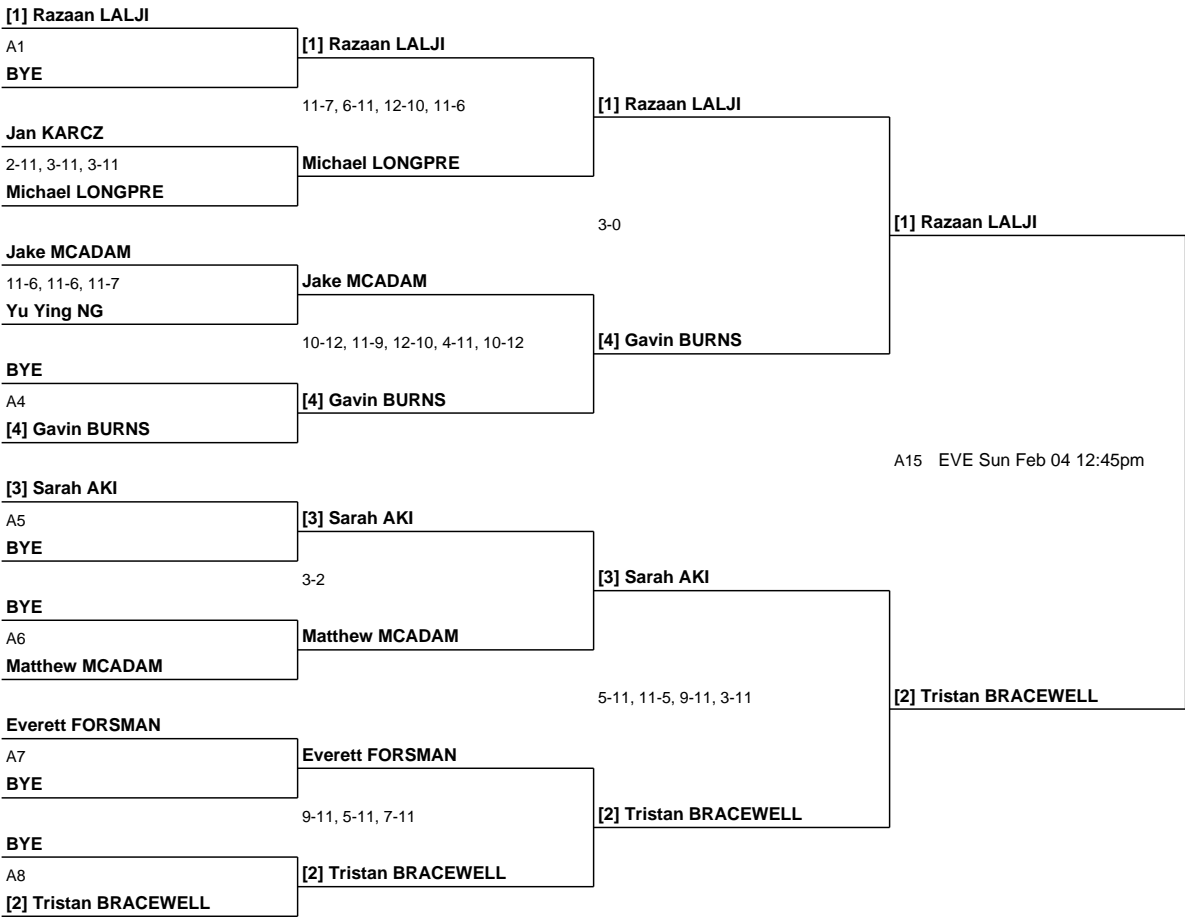 [1] Razaan LALJI
A1
BYE
Jan KARCZ
2-11, 3-11, 3-11
Michael LONGPRE
Jake MCADAM
11-6, 11-6, 11-7
Yu Ying NG
BYE
A4
[4] Gavin BURNS
[3] Sarah AKI
A5
BYE
BYE
A6
Matthew MCADAM
Everett FORSMAN
A7
BYE
BYE
A8
[2] Tristan BRACEWELL
[1] Razaan LALJI
11-7, 6-11, 12-10, 11-6
Michael LONGPRE
Jake MCADAM
10-12, 11-9, 12-10, 4-11, 10-12
[4] Gavin BURNS
[3] Sarah AKI
3-2
Matthew MCADAM
Everett FORSMAN
9-11, 5-11, 7-11
[2] Tristan BRACEWELL
[1] Razaan LALJI
3-0
[4] Gavin BURNS
[3] Sarah AKI
5-11, 11-5, 9-11, 3-11
[2] Tristan BRACEWELL
[1] Razaan LALJI
A15 EVE Sun Feb 04 12:45pm
[2] Tristan BRACEWELL